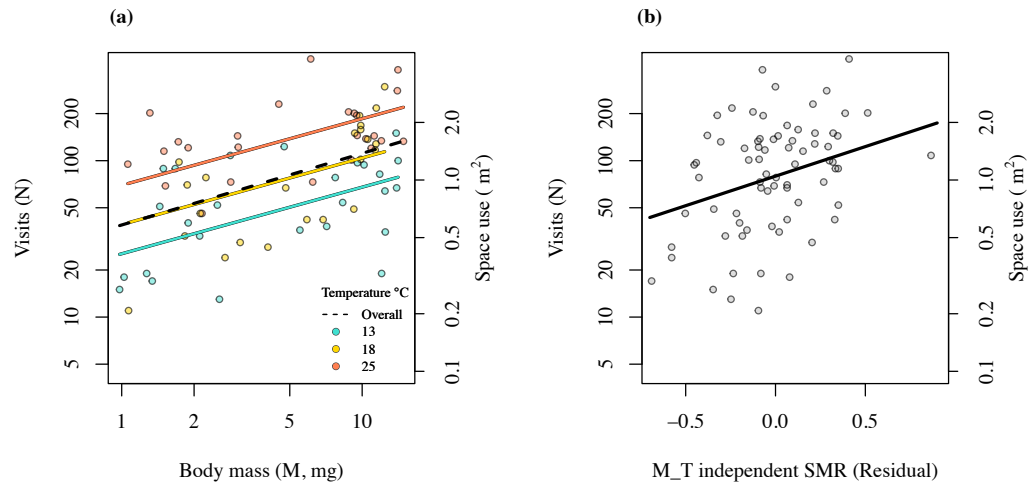 (a)
Visits (N)
200
100
50
20
10
5
2.0
1.0
0.5
0.2
0.1
Space use ( m²)
Temperature °C
Overall
13
18
25
1 2 5 10
Body mass (M, mg)
(b)
Visits (N)
200
100
50
20
10
5
2.0
1.0
0.5
0.2
0.1
Space use ( m²)
−0.5 0.0 0.5
M_T independent SMR (Residual)